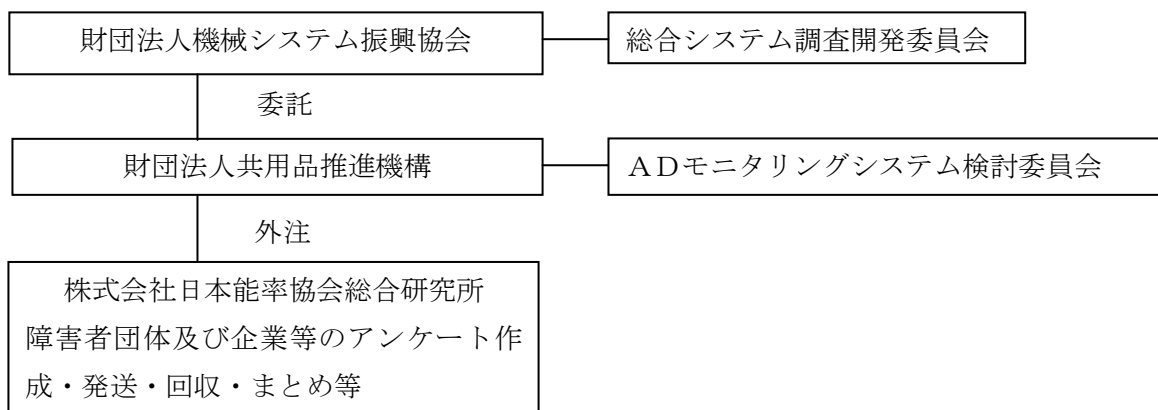 財団法人機械システム振興協会
総合システム調査開発委員会
委託
財団法人共用品推進機構
ＡＤモニタリングシステム検討委員会
外注
株式会社日本能率協会総合研究所
障害者団体及び企業等のアンケート作
成・発送・回収・まとめ等